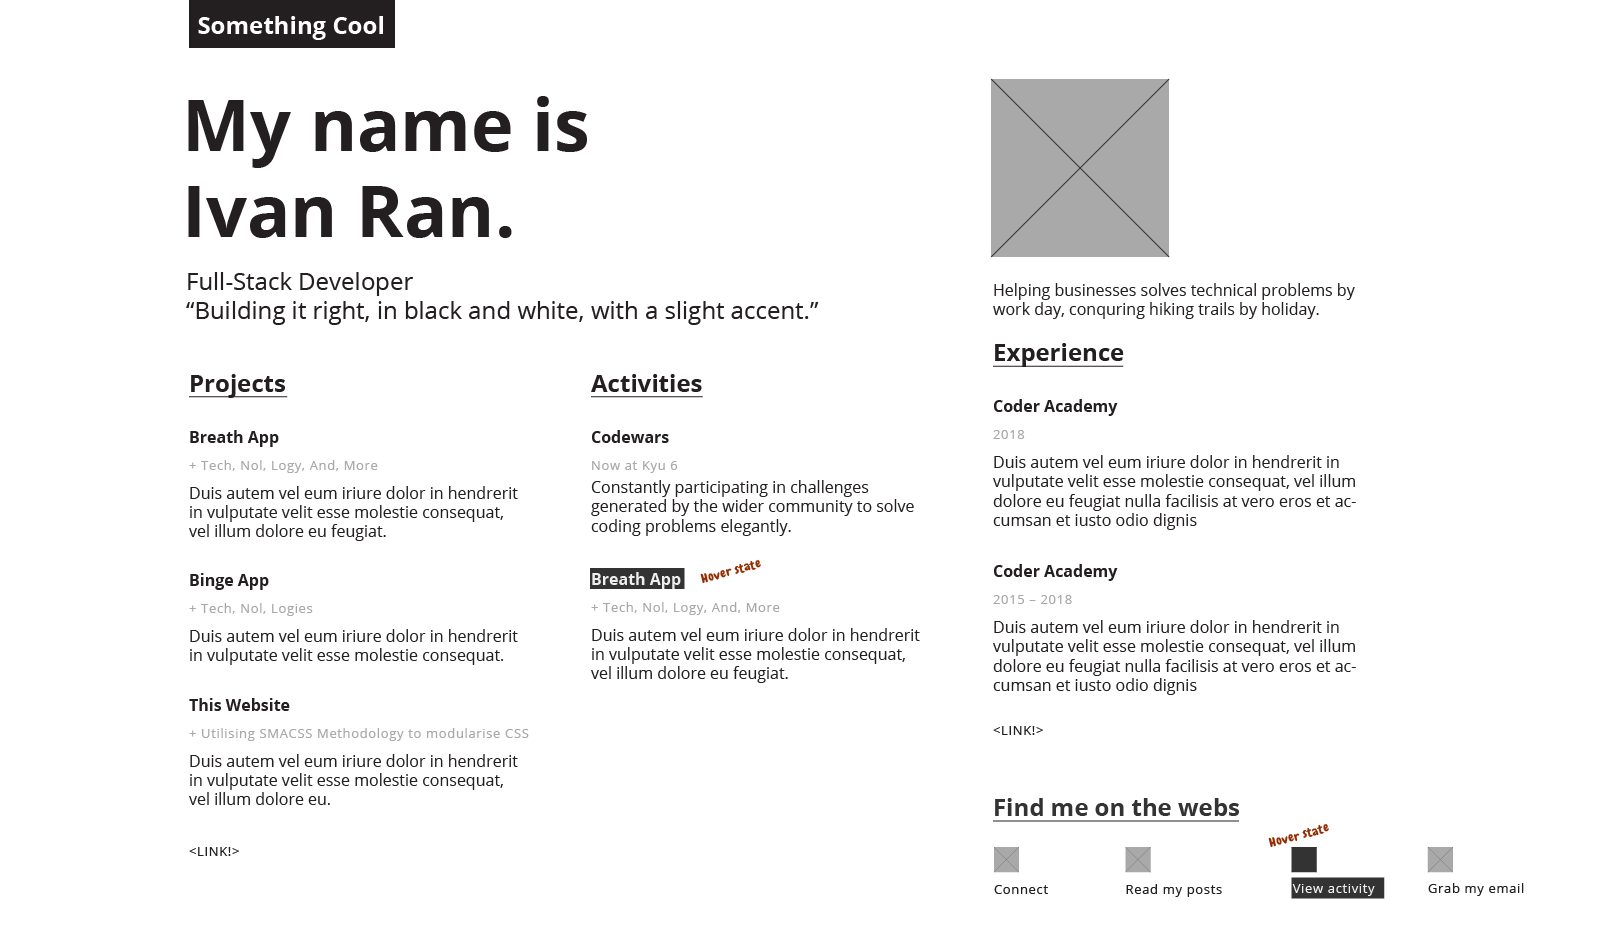 Something Cool
My name is
Ivan Ran.
Full-Stack Developer
“Building it right, in black and white, with a slight accent.”
Projects
Breath App
+ Tech, Nol, Logy, And, More
Duis autem vel eum iriure dolor in hendrerit
in vulputate velit esse molestie consequat,
vel illum dolore eu feugiat.
Binge App
+ Tech, Nol, Logies
Duis autem vel eum iriure dolor in hendrerit
in vulputate velit esse molestie consequat.
This Website
+ Utilising SMACSS Methodology to modularise CSS
Duis autem vel eum iriure dolor in hendrerit
in vulputate velit esse molestie consequat,
vel illum dolore eu.
<LINK!>
Activities
Codewars
Now at Kyu 6
Constantly participating in challenges
generated by the wider community to solve
coding problems elegantly.
Breath App
Hover state
+ Tech, Nol, Logy, And, More
Duis autem vel eum iriure dolor in hendrerit
in vulputate velit esse molestie consequat,
vel illum dolore eu feugiat.
Helping businesses solves technical problems by
work day, conquring hiking trails by holiday.
Experience
Coder Academy
2018
Duis autem vel eum iriure dolor in hendrerit in
vulputate velit esse molestie consequat, vel illum
dolore eu feugiat nulla facilisis at vero eros et ac-
cumsan et iusto odio dignis
Coder Academy
2015 – 2018
Duis autem vel eum iriure dolor in hendrerit in
vulputate velit esse molestie consequat, vel illum
dolore eu feugiat nulla facilisis at vero eros et ac-
cumsan et iusto odio dignis
<LINK!>
Find me on the webs
Hover state
Connect
Read my posts
View activity
Grab my email